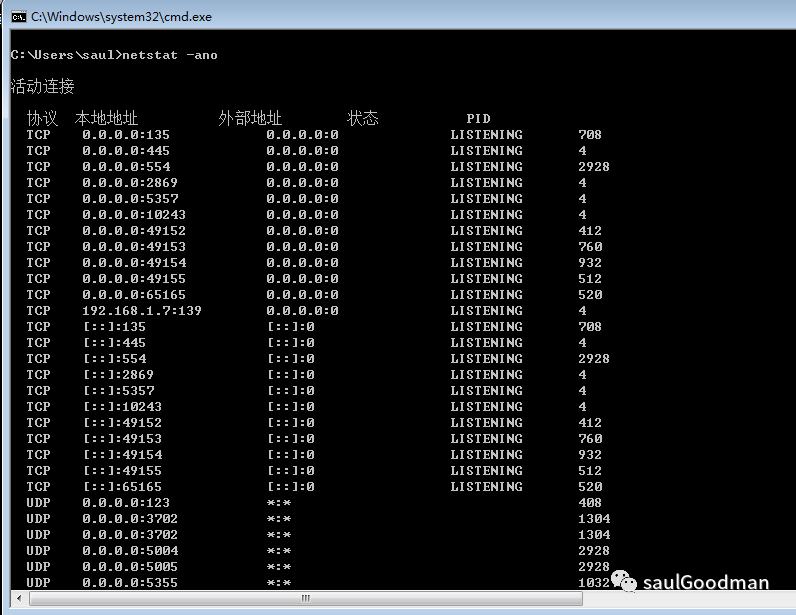 C:\Windows\system32\cmd.exe
C:\Users\saul>netstat -ano
活动连接
协议 本地地址 外部地址 状态 PID
TCP 0.0.0.0:135 0.0.0.0:0 LISTENING 708
TCP 0.0.0.0:445 0.0.0.0:0 LISTENING 4
TCP 0.0.0.0:554 0.0.0.0:0 LISTENING 2928
TCP 0.0.0.0:2869 0.0.0.0:0 LISTENING 4
TCP 0.0.0.0:5357 0.0.0.0:0 LISTENING 4
TCP 0.0.0.0:10243 0.0.0.0:0 LISTENING 4
TCP 0.0.0.0:49152 0.0.0.0:0 LISTENING 412
TCP 0.0.0.0:49153 0.0.0.0:0 LISTENING 760
TCP 0.0.0.0:49154 0.0.0.0:0 LISTENING 932
TCP 0.0.0.0:49155 0.0.0.0:0 LISTENING 512
TCP 0.0.0.0:65165 0.0.0.0:0 LISTENING 520
TCP 192.168.1.7:139 0.0.0.0:0 LISTENING 4
TCP [::]:135 [::]:0 LISTENING 708
TCP [::]:445 [::]:0 LISTENING 4
TCP [::]:554 [::]:0 LISTENING 2928
TCP [::]:2869 [::]:0 LISTENING 4
TCP [::]:5357 [::]:0 LISTENING 4
TCP [::]:10243 [::]:0 LISTENING 4
TCP [::]:49152 [::]:0 LISTENING 412
TCP [::]:49153 [::]:0 LISTENING 760
TCP [::]:49154 [::]:0 LISTENING 932
TCP [::]:49155 [::]:0 LISTENING 512
TCP [::]:65165 [::]:0 LISTENING 520
UDP 0.0.0.0:123 *:* 408
UDP 0.0.0.0:3702 *:* 1304
UDP 0.0.0.0:3702 *:* 1304
UDP 0.0.0.0:5004 *:* 2928
UDP 0.0.0.0:5005 *:* 2928
UDP 0.0.0.0:5355 *:* 1032
saulGoodman